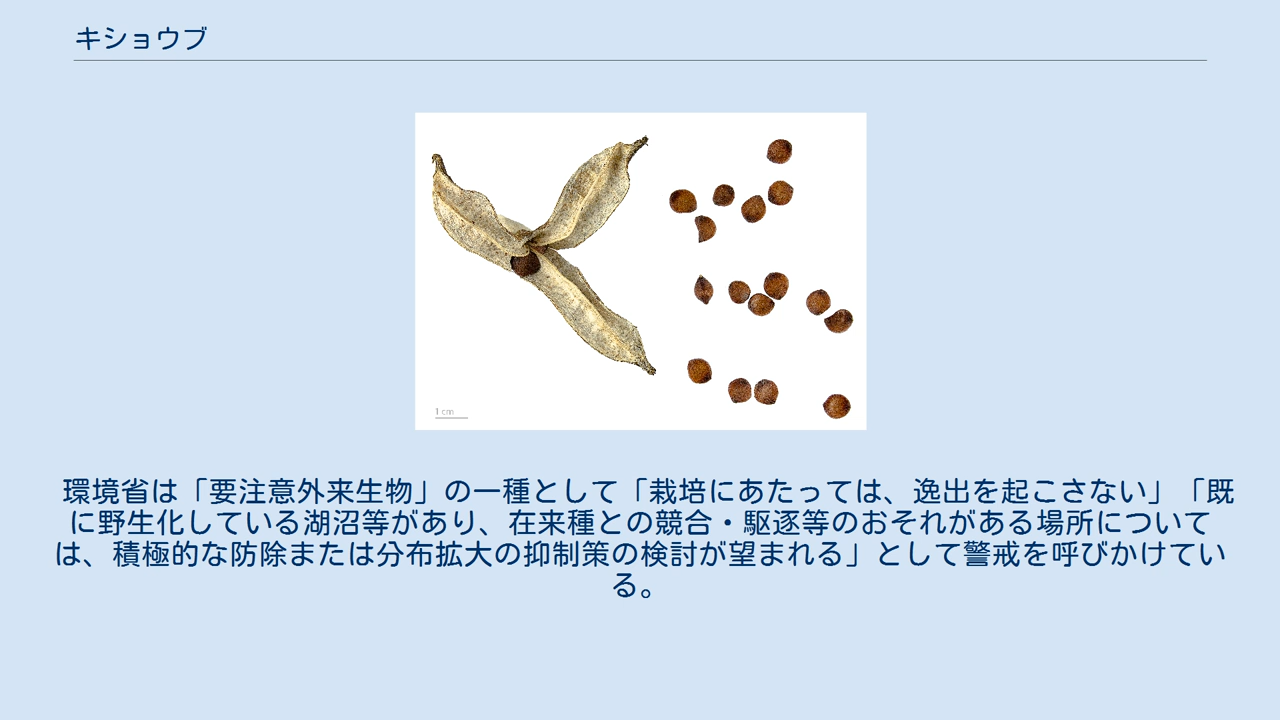 キショウブ
1 cm
環境省は「要注意外来生物」の一種として「栽培にあたっては、逸出を起こさない」「既
に野生化している湖沼等があり、在来種との競合・駆逐等のおそれがある場所について
は、積極的な防除または分布拡大の抑制策の検討が望まれる」として警戒を呼びかけてい
る。